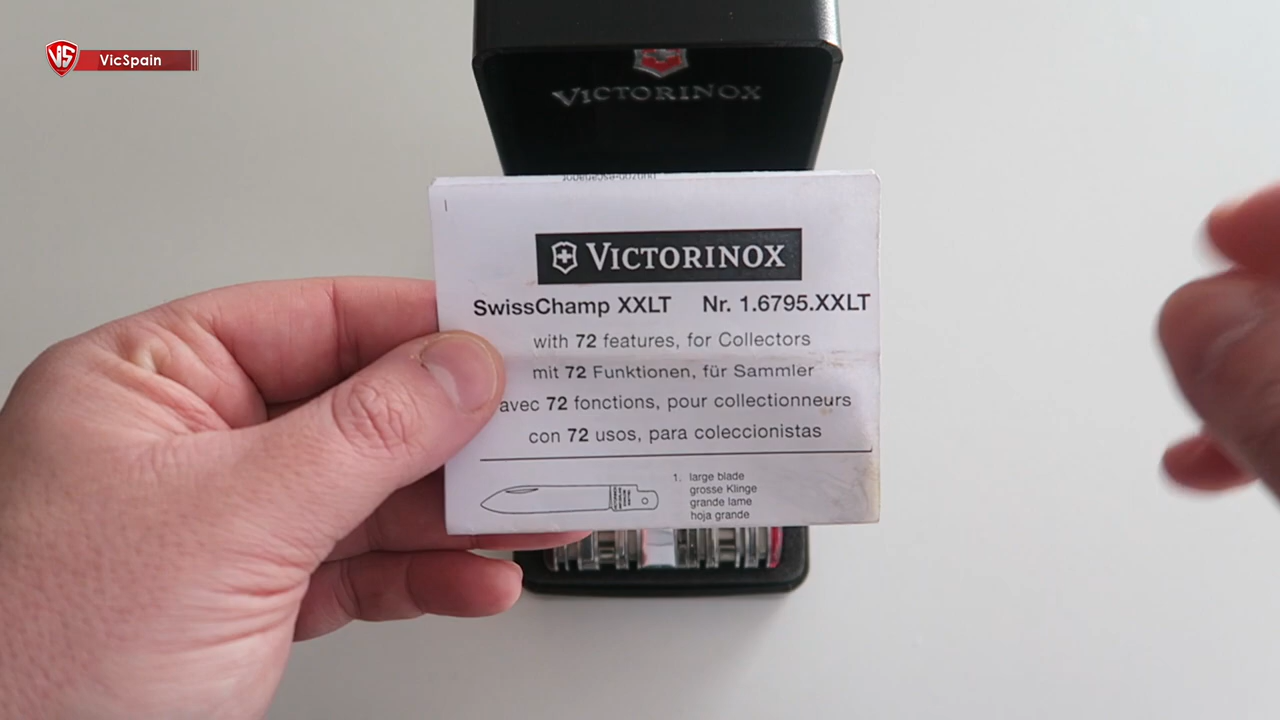 VS VicSpain
VICTORINOX
VICTORINOX
SwissChamp XXLT Nr. 1.6795.XXLT
with 72 features, for Collectors
mit 72 Funktionen, für Sammler
avec 72 fonctions, pour collectionneurs
con 72 usos, para coleccionistas
1. large blade
grosse Klinge
grande lame
hoja grande